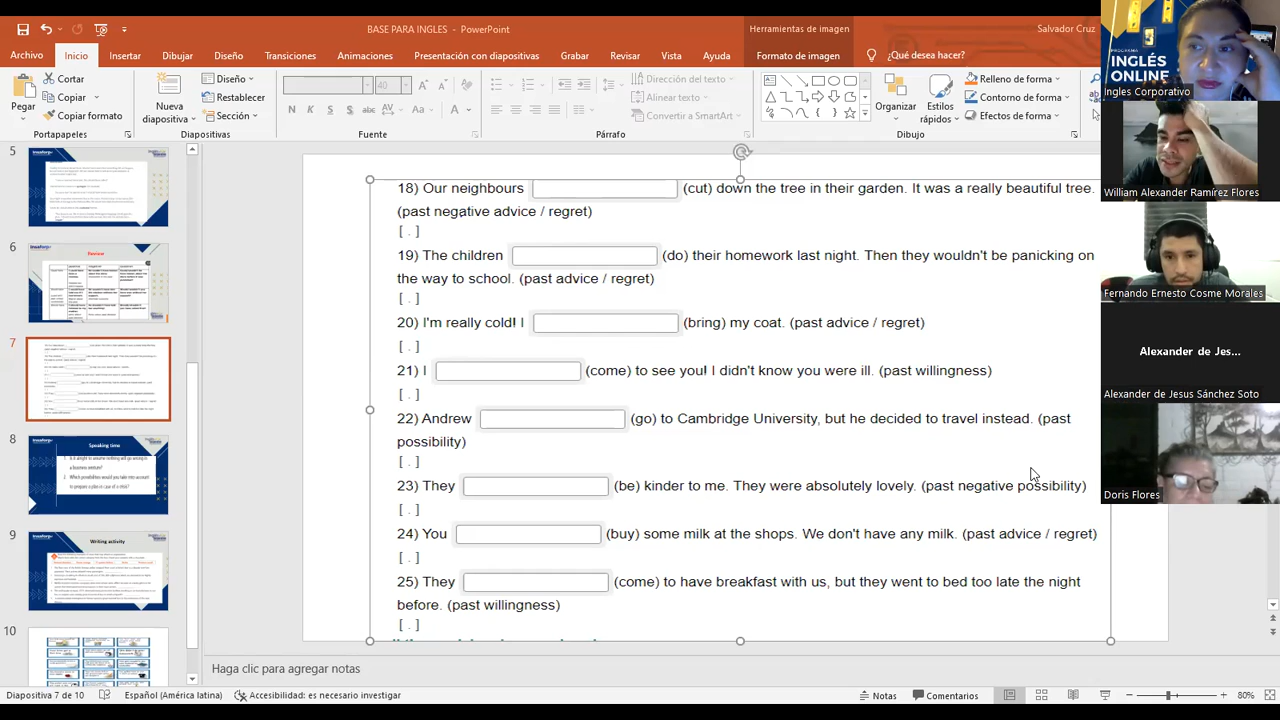 BASE PARA INGLES - PowerPoint
Herramientas de imagen
Salvador Cruz
Archivo Inicio Insertar Dibujar Diseño Transiciones Animaciones Presentación con diapositivas Grabar Revisar Vista Ayuda Formato de imagen ¿Qué desea hacer?
Pegar
Cortar
Copiar
Copiar formato
Portapapeles
Nueva
diapositiva
Diseño
Restablecer
Sección
Diapositivas
40
N K S
Fuente
Dirección del texto
Alinear texto
Convertir a SmartArt
Párrafo
Organizar
Estilos
rápidos
Relleno de forma
Contorno de forma
Efectos de forma
Dibujo
PROGRAMA
INGLÉS
ONLINE
Ingles Corporativo
William Alexander Ramírez Flores
Fernando Ernesto Cosme Morales
Alexander de Jes...
Alexander de Jesus Sánchez Soto
Doris Flores
5
6
Review
7
8
Speaking time
9
Writing activity
10
18) Our neighbours (cut) down the tree in their garden. It was a really beautiful tree.
(past negative advice / regret)
[ . ]
19) The children (do) their homework last night. Then they wouldn't be panicking on
the way to school. (past advice / regret)
[ . ]
20) I'm really cold! I (bring) my coat. (past advice / regret)
[ . ]
21) I (come) to see you! I didn't know you were ill. (past willingness)
[ . ]
22) Andrew (go) to Cambridge University, but he decided to travel instead. (past
possibility)
[ . ]
23) They (be) kinder to me. They were absolutely lovely. (past negative possibility)
[ . ]
24) You (buy) some milk at the shops. We don't have any milk. (past advice / regret)
[ . ]
25) They (come) to have breakfast with us, but they went to bed too late the night
before. (past willingness)
[ . ]
Haga clic para agregar notas
Diapositiva 7 de 10 Español (América latina) Accesibilidad: es necesario investigar Notas Comentarios 80%